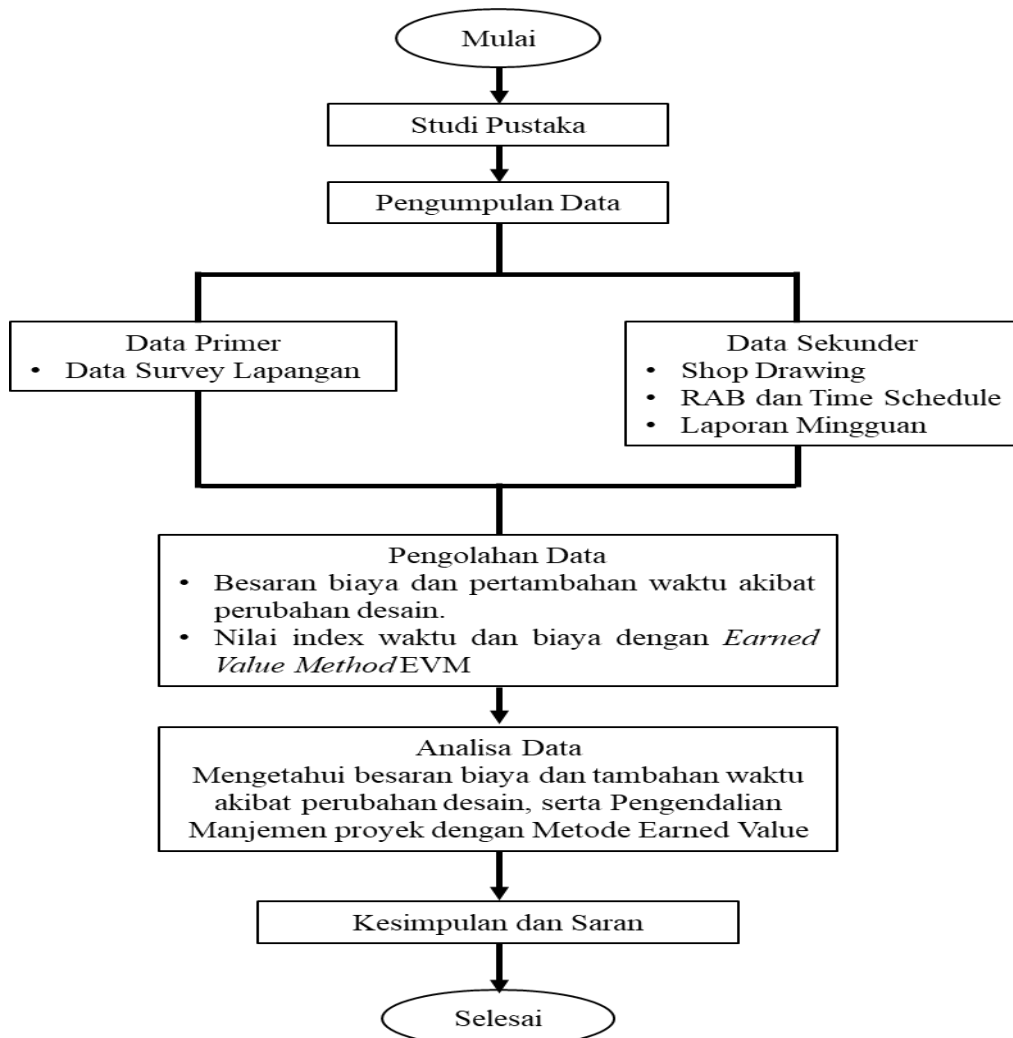 Mulai
Studi Pustaka
Pengumpulan Data
Data Primer
• Data Survey Lapangan
Data Sekunder
• Shop Drawing
• RAB dan Time Schedule
• Laporan Mingguan
Pengolahan Data
• Besaran biaya dan pertambahan waktu akibat
perubahan desain.
• Nilai index waktu dan biaya dengan Earned
Value Method EVM
Analisa Data
Mengetahui besaran biaya dan tambahan waktu
akibat perubahan desain, serta Pengendalian
Manjemen proyek dengan Metode Earned Value
Kesimpulan dan Saran
Selesai